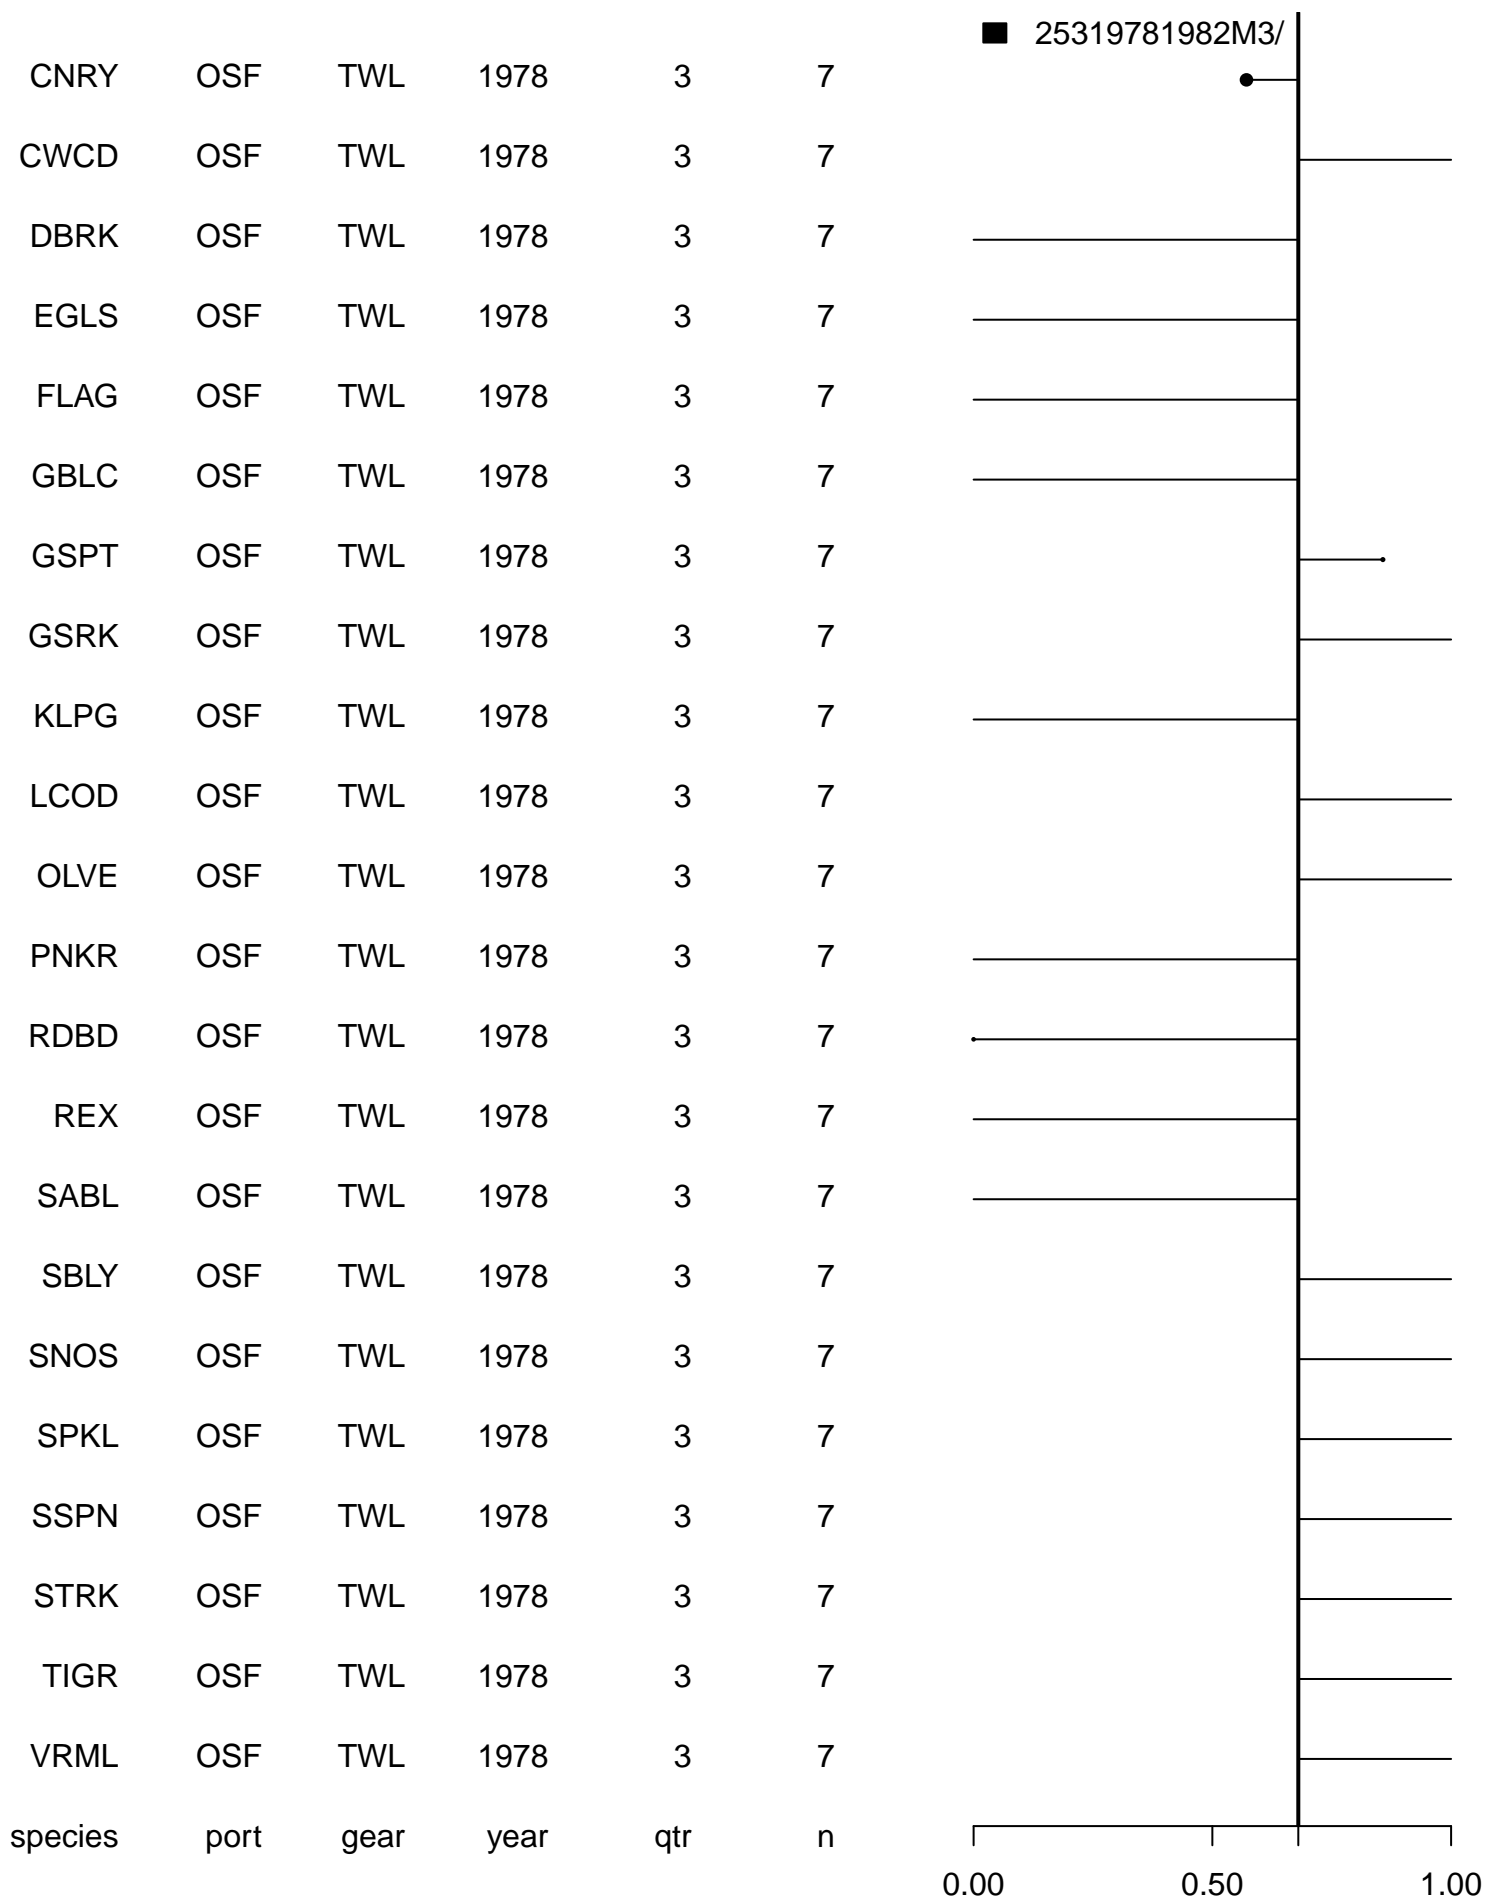 25319781982M3/
CNRY OSF TWL 1978 3 7
CWCD OSF TWL 1978 3 7
DBRK OSF TWL 1978 3 7
EGLS OSF TWL 1978 3 7
FLAG OSF TWL 1978 3 7
GBLC OSF TWL 1978 3 7
GSPT OSF TWL 1978 3 7
GSRK OSF TWL 1978 3 7
KLPG OSF TWL 1978 3 7
LCOD OSF TWL 1978 3 7
OLVE OSF TWL 1978 3 7
PNKR OSF TWL 1978 3 7
RDBD OSF TWL 1978 3 7
REX OSF TWL 1978 3 7
SABL OSF TWL 1978 3 7
SBLY OSF TWL 1978 3 7
SNOS OSF TWL 1978 3 7
SPKL OSF TWL 1978 3 7
SSPN OSF TWL 1978 3 7
STRK OSF TWL 1978 3 7
TIGR OSF TWL 1978 3 7
VRML OSF TWL 1978 3 7
species port gear year qtr n
0.00 0.50 1.00